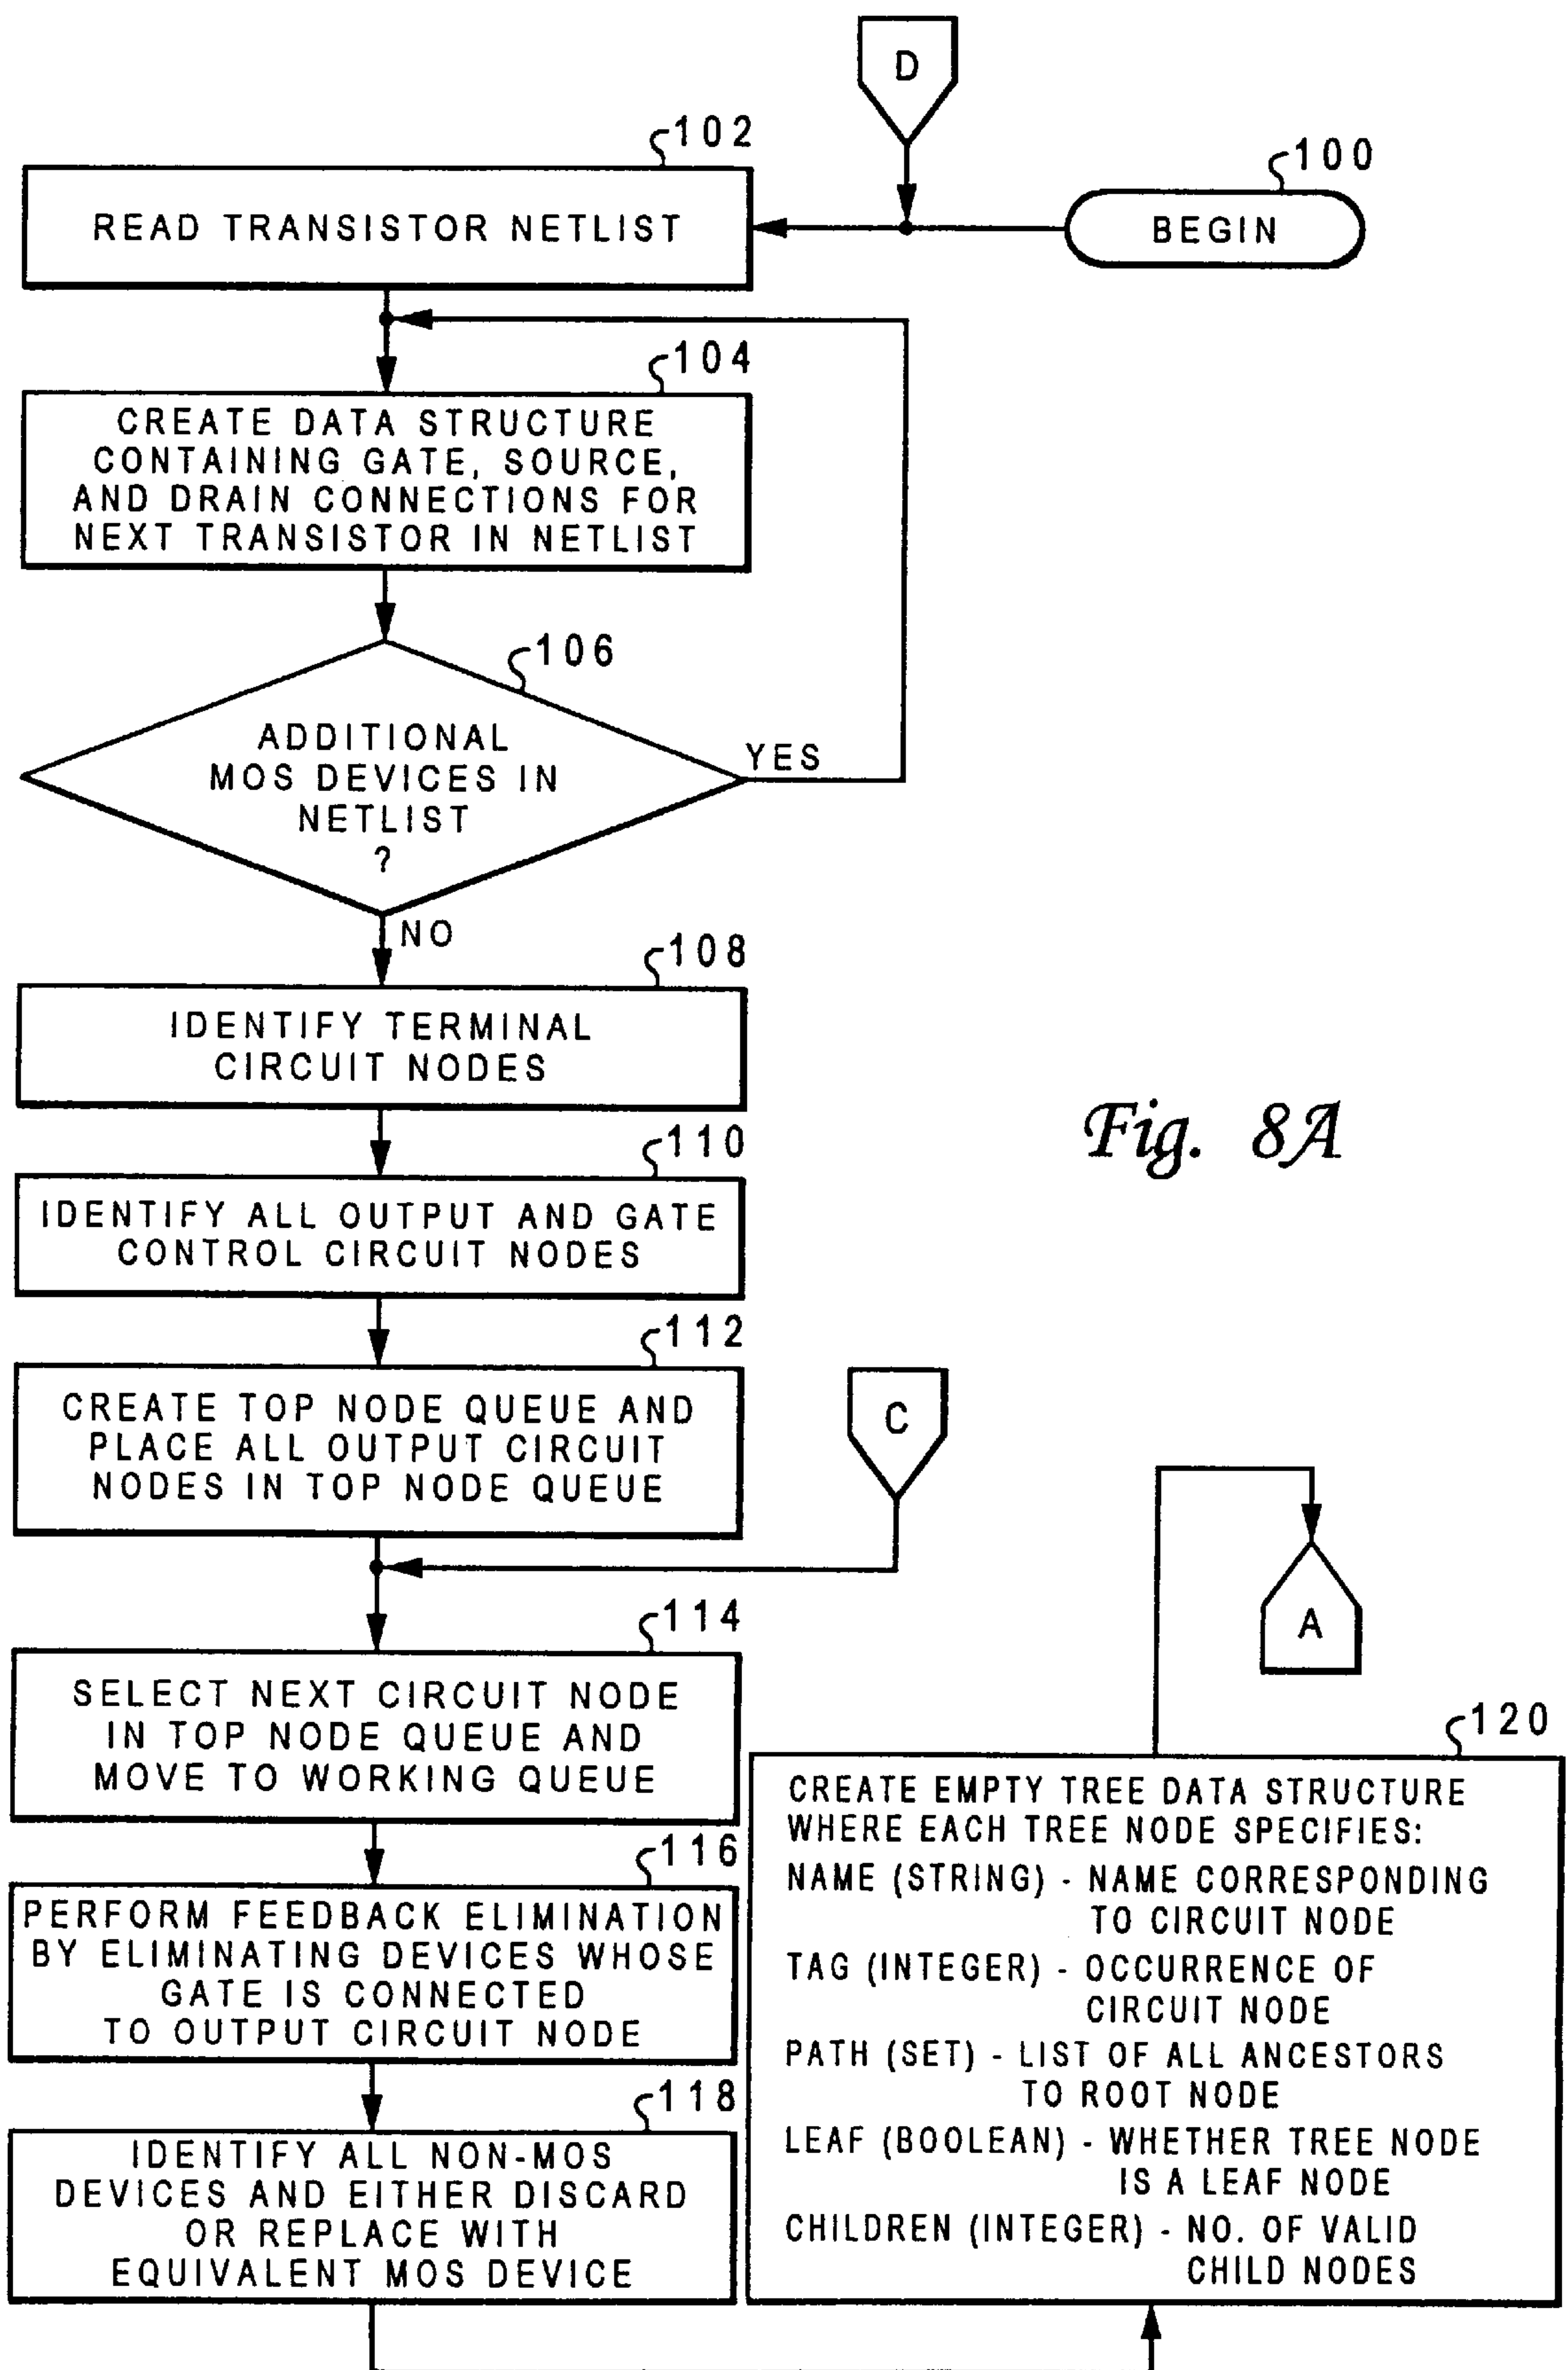 D
102
100
READ TRANSISTOR NETLIST
BEGIN
104
CREATE DATA STRUCTURE
CONTAINING GATE, SOURCE,
AND DRAIN CONNECTIONS FOR
NEXT TRANSISTOR IN NETLIST
106
ADDITIONAL
MOS DEVICES IN
NETLIST
?
YES
NO
108
IDENTIFY TERMINAL
CIRCUIT NODES
Fig. 8A
110
IDENTIFY ALL OUTPUT AND GATE
CONTROL CIRCUIT NODES
112
CREATE TOP NODE QUEUE AND
PLACE ALL OUTPUT CIRCUIT
NODES IN TOP NODE QUEUE
C
114
SELECT NEXT CIRCUIT NODE
IN TOP NODE QUEUE AND
MOVE TO WORKING QUEUE
116
PERFORM FEEDBACK ELIMINATION
BY ELIMINATING DEVICES WHOSE
GATE IS CONNECTED
TO OUTPUT CIRCUIT NODE
118
IDENTIFY ALL NON-MOS
DEVICES AND EITHER DISCARD
OR REPLACE WITH
EQUIVALENT MOS DEVICE
A
120
CREATE EMPTY TREE DATA STRUCTURE
WHERE EACH TREE NODE SPECIFIES:
NAME (STRING) - NAME CORRESPONDING
TO CIRCUIT NODE
TAG (INTEGER) - OCCURRENCE OF
CIRCUIT NODE
PATH (SET) - LIST OF ALL ANCESTORS
TO ROOT NODE
LEAF (BOOLEAN) - WHETHER TREE NODE
IS A LEAF NODE
CHILDREN (INTEGER) - NO. OF VALID
CHILD NODES